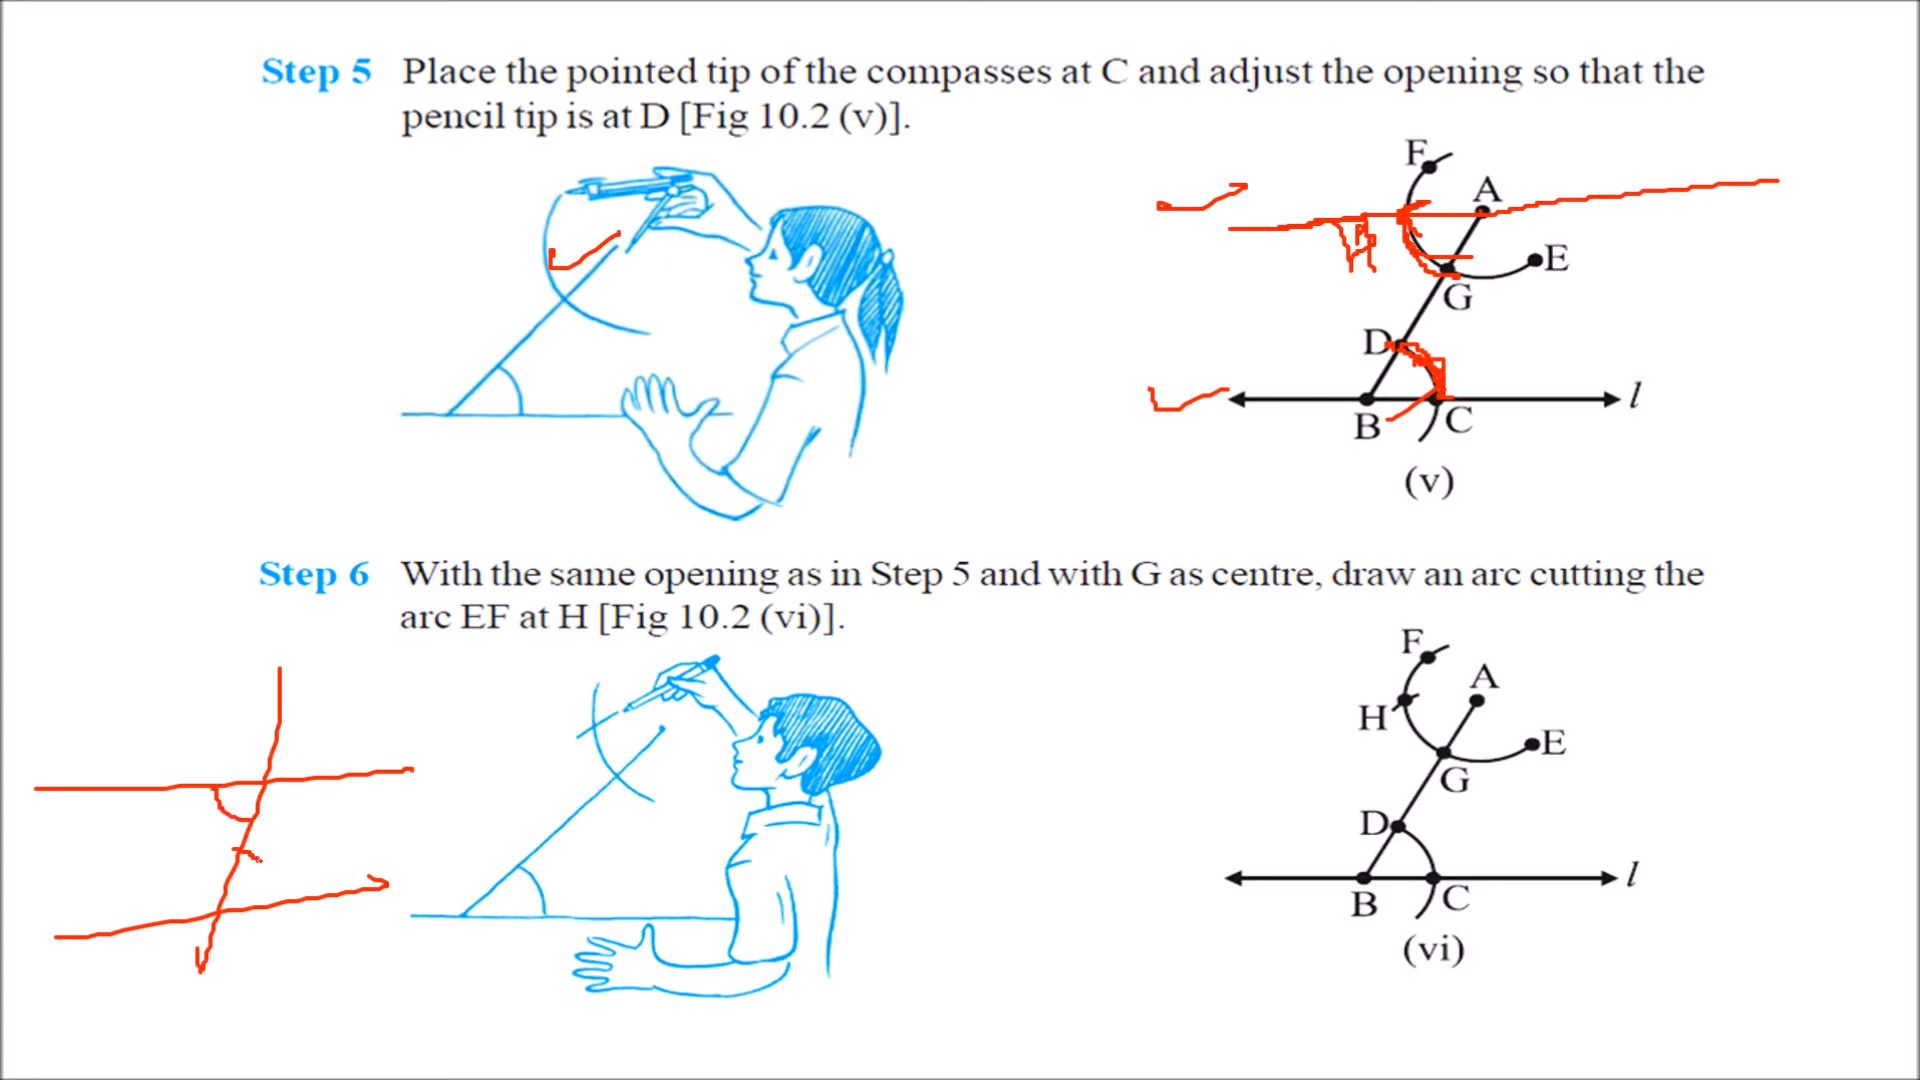 Step 5 Place the pointed tip of the compasses at C and adjust the opening so that the
pencil tip is at D [Fig 10.2 (v)].
F
A
E
G
D
l
B
C
(v)
Step 6 With the same opening as in Step 5 and with G as centre, draw an arc cutting the
arc EF at H [Fig 10.2 (vi)].
F
A
H
E
G
D
l
B
C
(vi)